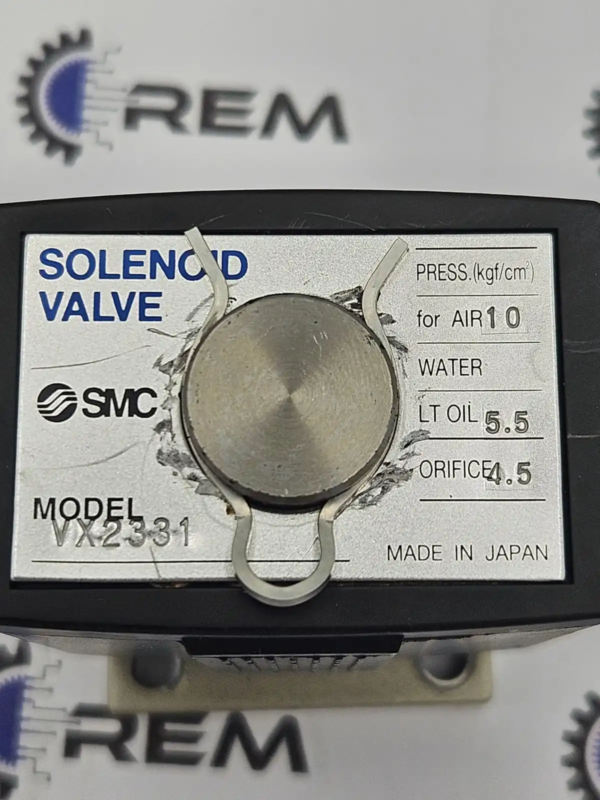 REM
SOLENOID
VALVE
SMC
MODEL
VX2331
PRESS.(kgf/cm²)
for AIR 10
WATER
LT OIL 5.5
ORIFICE 4.5
MADE IN JAPAN
REM